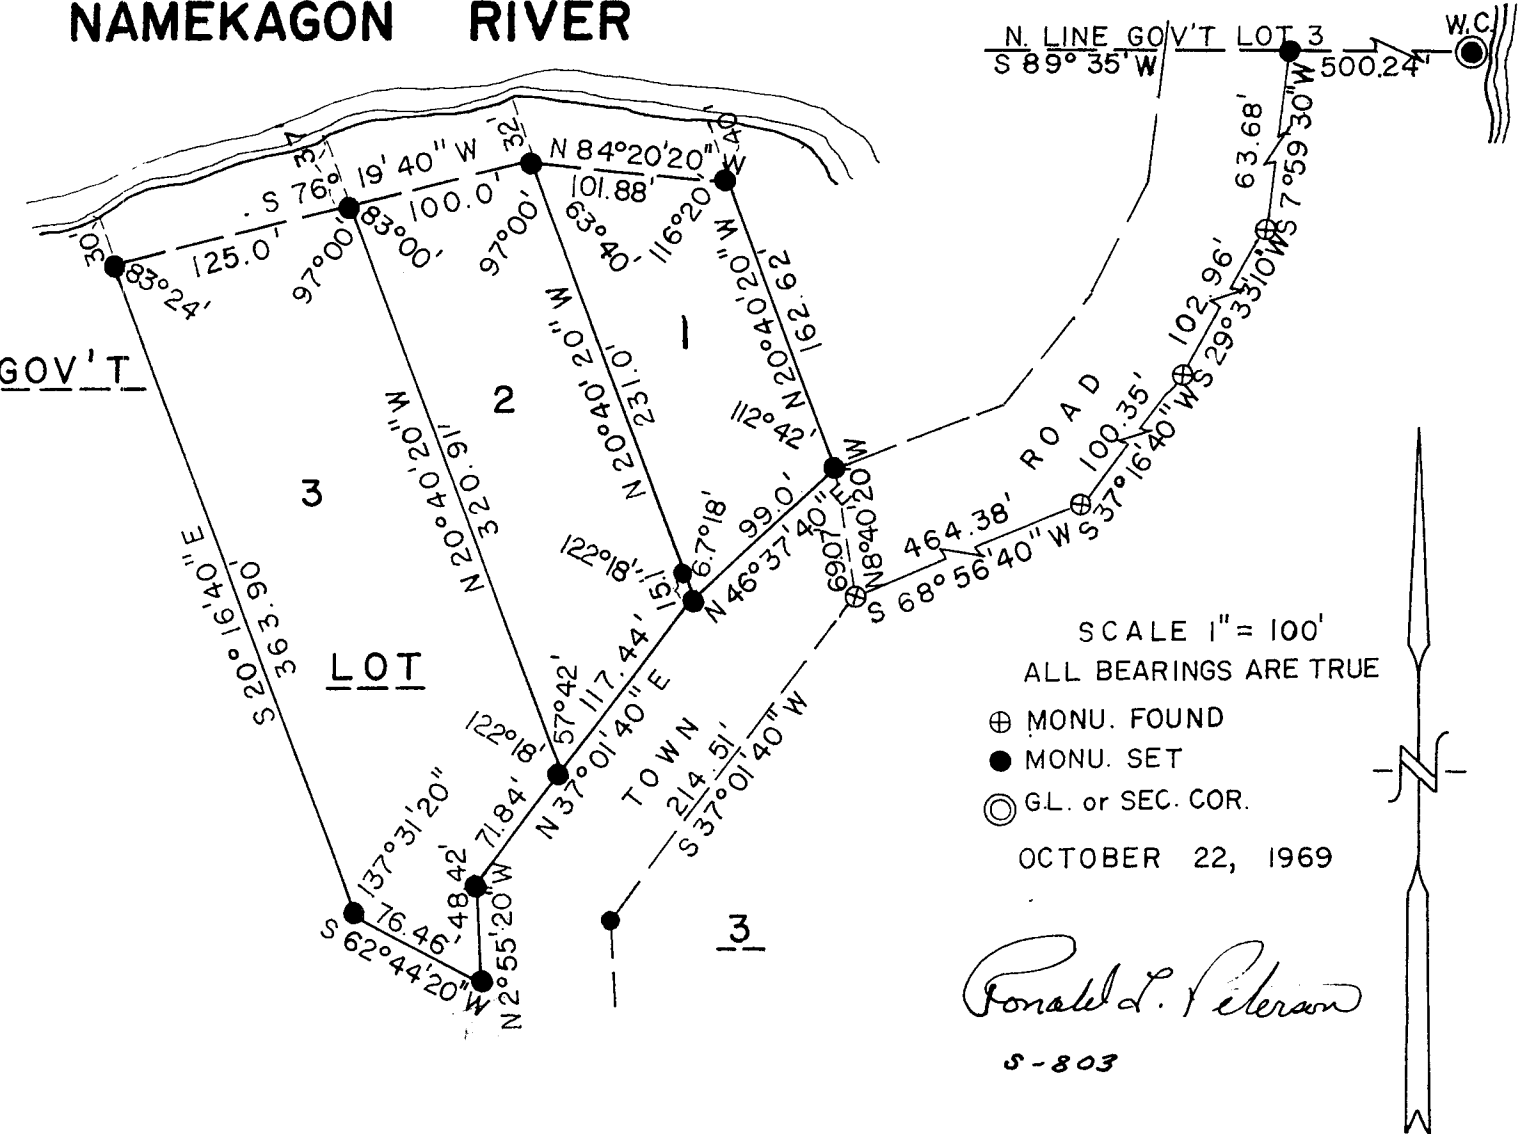 NAMEKAGON RIVER
N. LINE GOV'T LOT 3
S 89° 35' W
500.24'
W.C.
63.68'
S 7°59'30"W
102.96'
S 29°33'10"W
100.35'
S 37°16'40"W
ROAD
464.38'
S 68°56'40" W
37'
32'
40'
30'
S 76° 19' 40" W
N 84°20'20" W
125.0'
100.0'
101.88'
83°24'
97°00'
83°00'
97°00'
63°40'
116°20'
N 20°40'20" W
162.62'
1
N 20°40'20" W
231.0'
GOV'T
2
N 20°40'20" W
320.91'
3
S 20°16'40" E
363.90'
LOT
112°42'
99.0'
N 46°37'40" E
N8°40'20"W
69.07
122°18'
15.1'
67°18'
117.44'
N 37°01'40" E
57°42'
122°18'
71.84'
TOWN
214.51'
S 37°01'40" W
137°31'20"
76.46'
S 62°44'20" W
48.42'
N 2°55'20" W
3
SCALE 1" = 100'
ALL BEARINGS ARE TRUE
MONU. FOUND
MONU. SET
G.L. or SEC. COR.
OCTOBER 22, 1969
N
Ronald L. Peterson
S-803